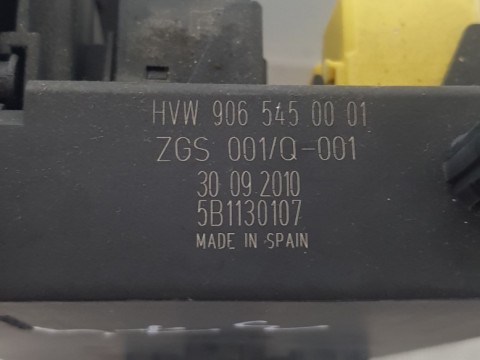 HVW 906 545 00 01
ZGS 001/Q-001
30 09.2010
5B1130107
MADE IN SPAIN